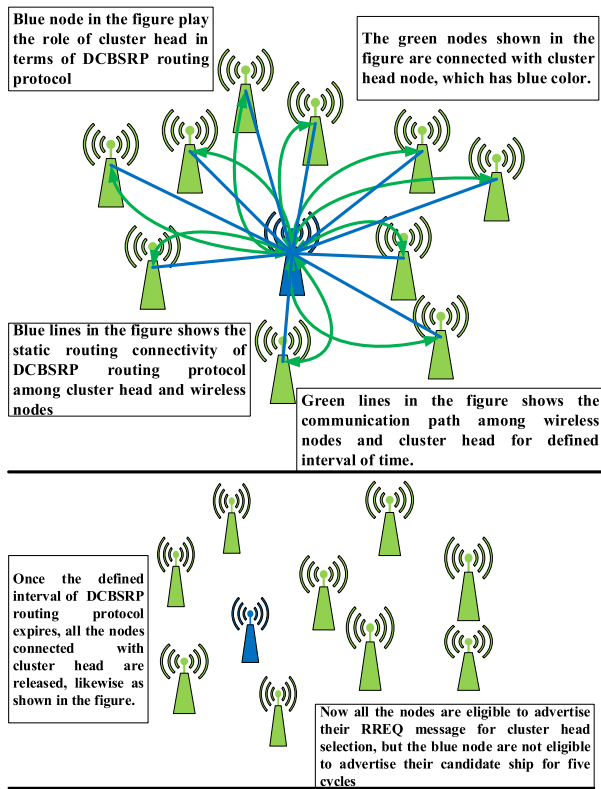 Blue node in the figure play
the role of cluster head in
terms of DCBSRP routing
protocol
The green nodes shown in the
figure are connected with cluster
head node, which has blue color.
Blue lines in the figure shows the
static routing connectivity of
DCBSRP routing protocol
among cluster head and wireless
nodes
Green lines in the figure shows the
communication path among wireless
nodes and cluster head for defined
interval of time.
Once the defined
interval of DCBSRP
routing protocol
expires, all the nodes
connected with
cluster head are
released, likewise as
shown in the figure.
Now all the nodes are eligible to advertise
their RREQ message for cluster head
selection, but the blue node are not eligible
to advertise their candidate ship for five
cycles